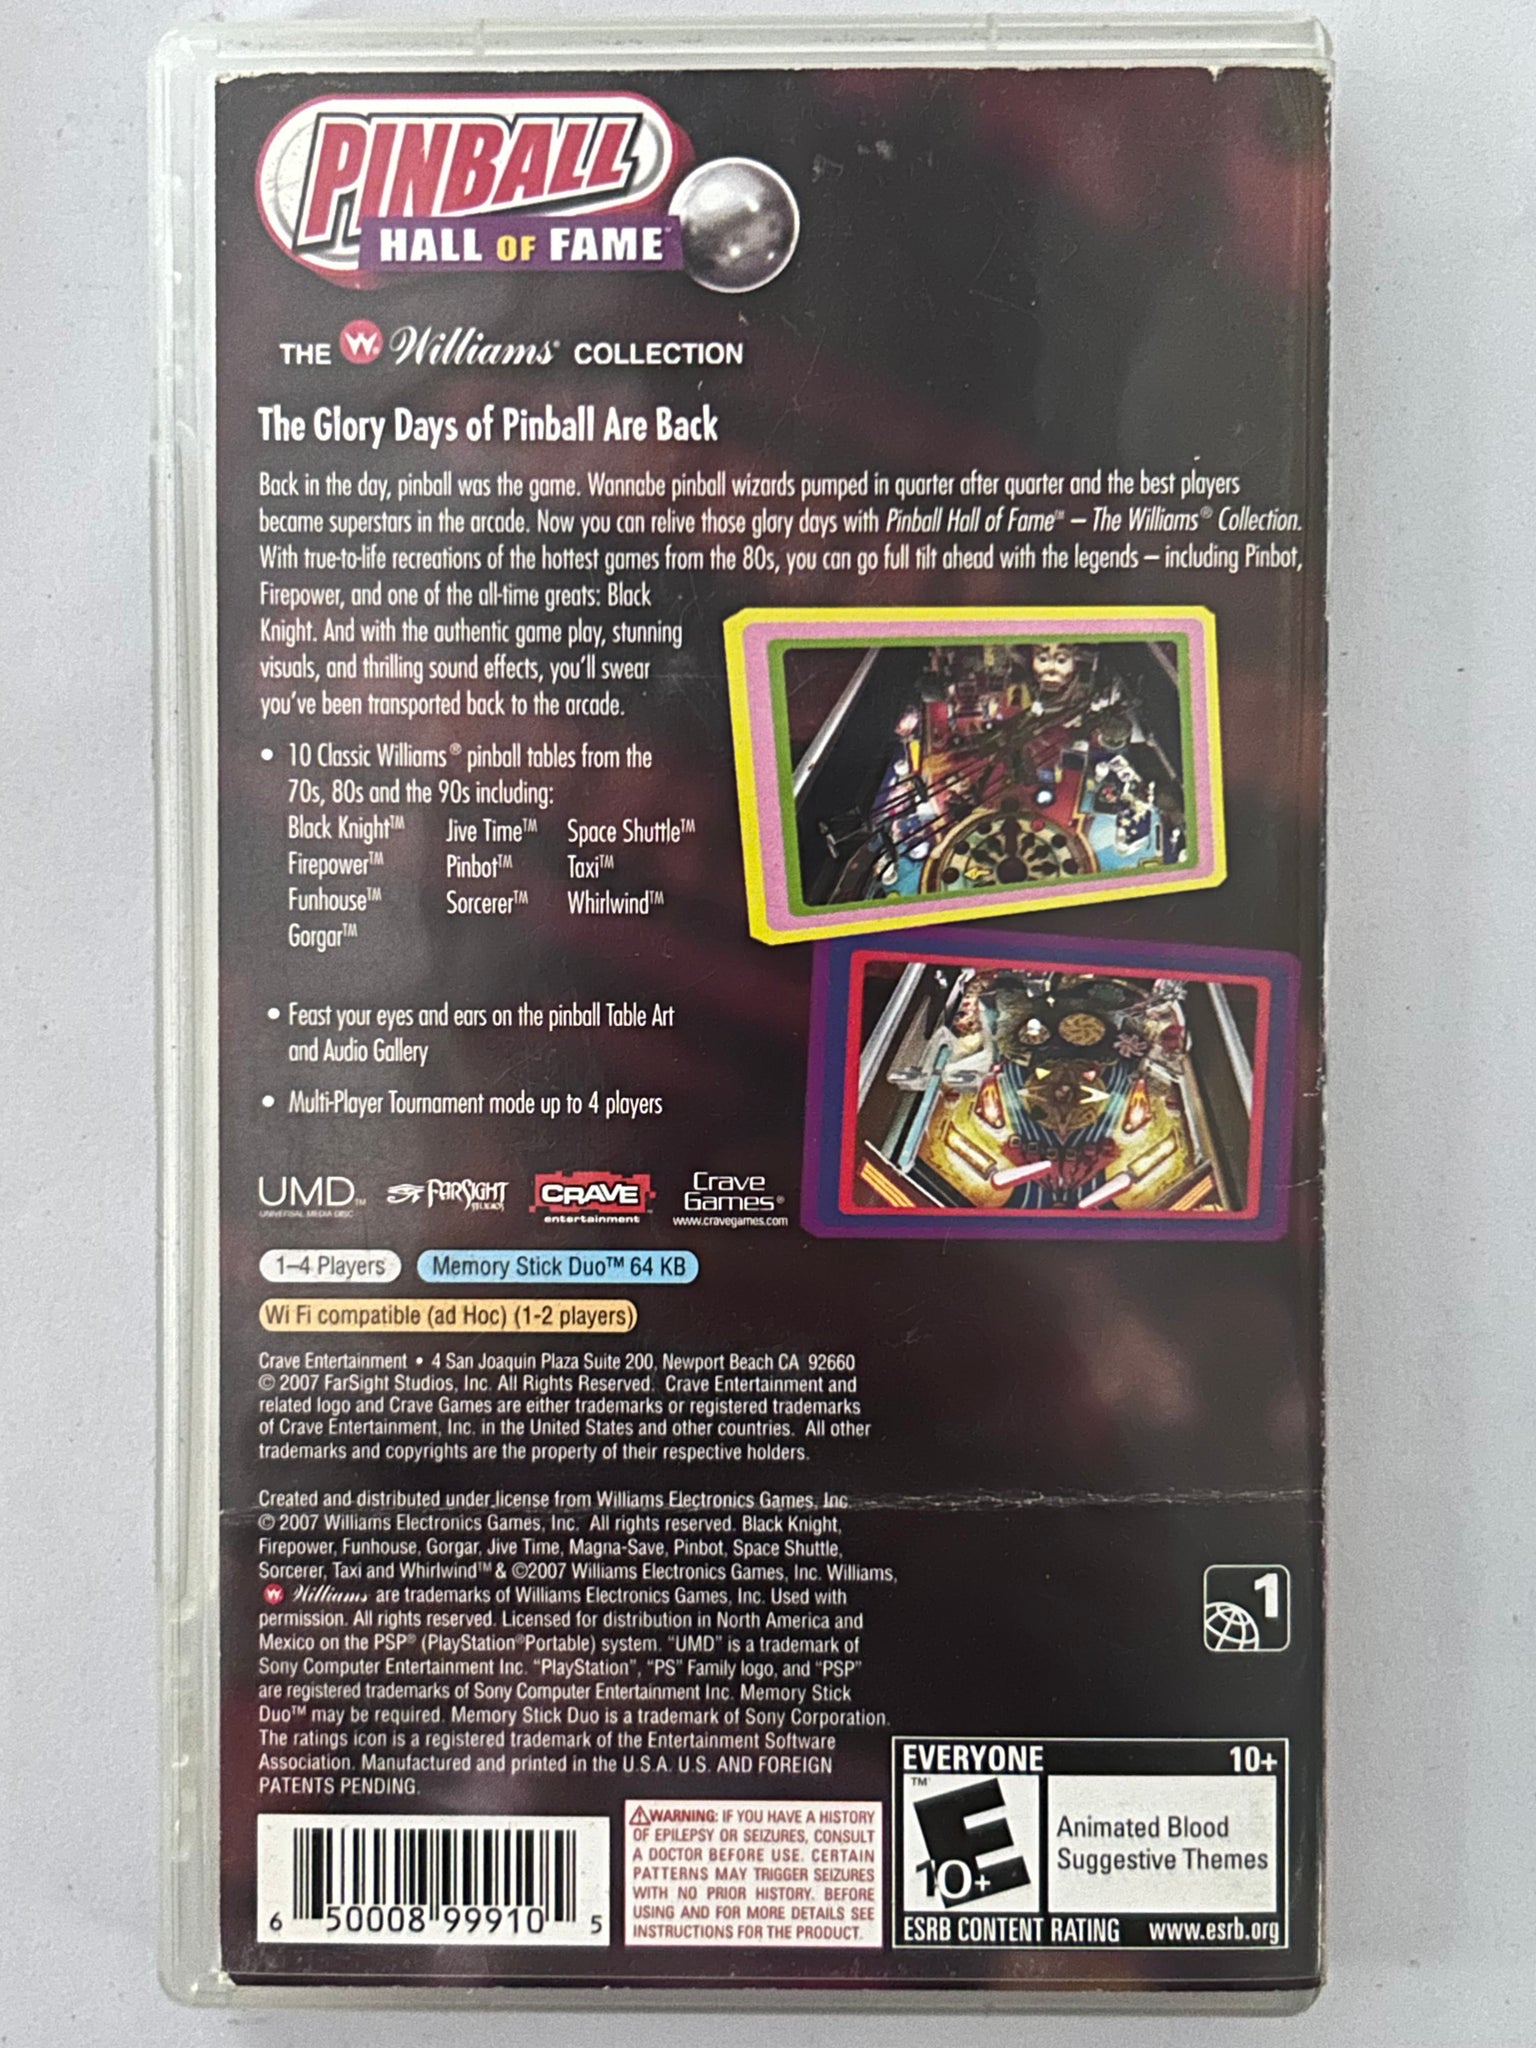 PINBALL
HALL OF FAME™
THE W® Williams® COLLECTION
The Glory Days of Pinball Are Back
Back in the day, pinball was the game. Wannabe pinball wizards pumped in quarter after quarter and the best players
became superstars in the arcade. Now you can relive those glory days with Pinball Hall of Fame™ – The Williams® Collection.
With true-to-life recreations of the hottest games from the 80s, you can go full tilt ahead with the legends – including Pinbot,
Firepower, and one of the all-time greats: Black
Knight. And with the authentic game play, stunning
visuals, and thrilling sound effects, you'll swear
you've been transported back to the arcade.
• 10 Classic Williams® pinball tables from the
70s, 80s and the 90s including:
Black Knight™ Jive Time™ Space Shuttle™
Firepower™ Pinbot™ Taxi™
Funhouse™ Sorcerer™ Whirlwind™
Gorgar™
• Feast your eyes and ears on the pinball Table Art
and Audio Gallery
• Multi-Player Tournament mode up to 4 players
UMD™ FARSIGHT CRAVE Crave
UNIVERSAL MEDIA DISC STUDIOS entertainment Games®
www.cravegames.com
1–4 Players Memory Stick Duo™ 64 KB
Wi Fi compatible (ad Hoc) (1-2 players)
Crave Entertainment • 4 San Joaquin Plaza Suite 200, Newport Beach CA 92660
© 2007 FarSight Studios, Inc. All Rights Reserved. Crave Entertainment and
related logo and Crave Games are either trademarks or registered trademarks
of Crave Entertainment, Inc. in the United States and other countries. All other
trademarks and copyrights are the property of their respective holders.
Created and distributed under license from Williams Electronics Games, Inc.
© 2007 Williams Electronics Games, Inc. All rights reserved. Black Knight,
Firepower, Funhouse, Gorgar, Jive Time, Magna-Save, Pinbot, Space Shuttle,
Sorcerer, Taxi and Whirlwind™ & ©2007 Williams Electronics Games, Inc. Williams,
W Williams are trademarks of Williams Electronics Games, Inc. Used with
permission. All rights reserved. Licensed for distribution in North America and
Mexico on the PSP® (PlayStation®Portable) system. "UMD" is a trademark of
Sony Computer Entertainment Inc. "PlayStation", "PS" Family logo, and "PSP"
are registered trademarks of Sony Computer Entertainment Inc. Memory Stick
Duo™ may be required. Memory Stick Duo is a trademark of Sony Corporation.
The ratings icon is a registered trademark of the Entertainment Software
Association. Manufactured and printed in the U.S.A. U.S. AND FOREIGN
PATENTS PENDING.
1
6 50008 99910 5
⚠WARNING: IF YOU HAVE A HISTORY
OF EPILEPSY OR SEIZURES, CONSULT
A DOCTOR BEFORE USE. CERTAIN
PATTERNS MAY TRIGGER SEIZURES
WITH NO PRIOR HISTORY. BEFORE
USING AND FOR MORE DETAILS SEE
INSTRUCTIONS FOR THE PRODUCT.
EVERYONE 10+
™
E
10+
Animated Blood
Suggestive Themes
ESRB CONTENT RATING www.esrb.org